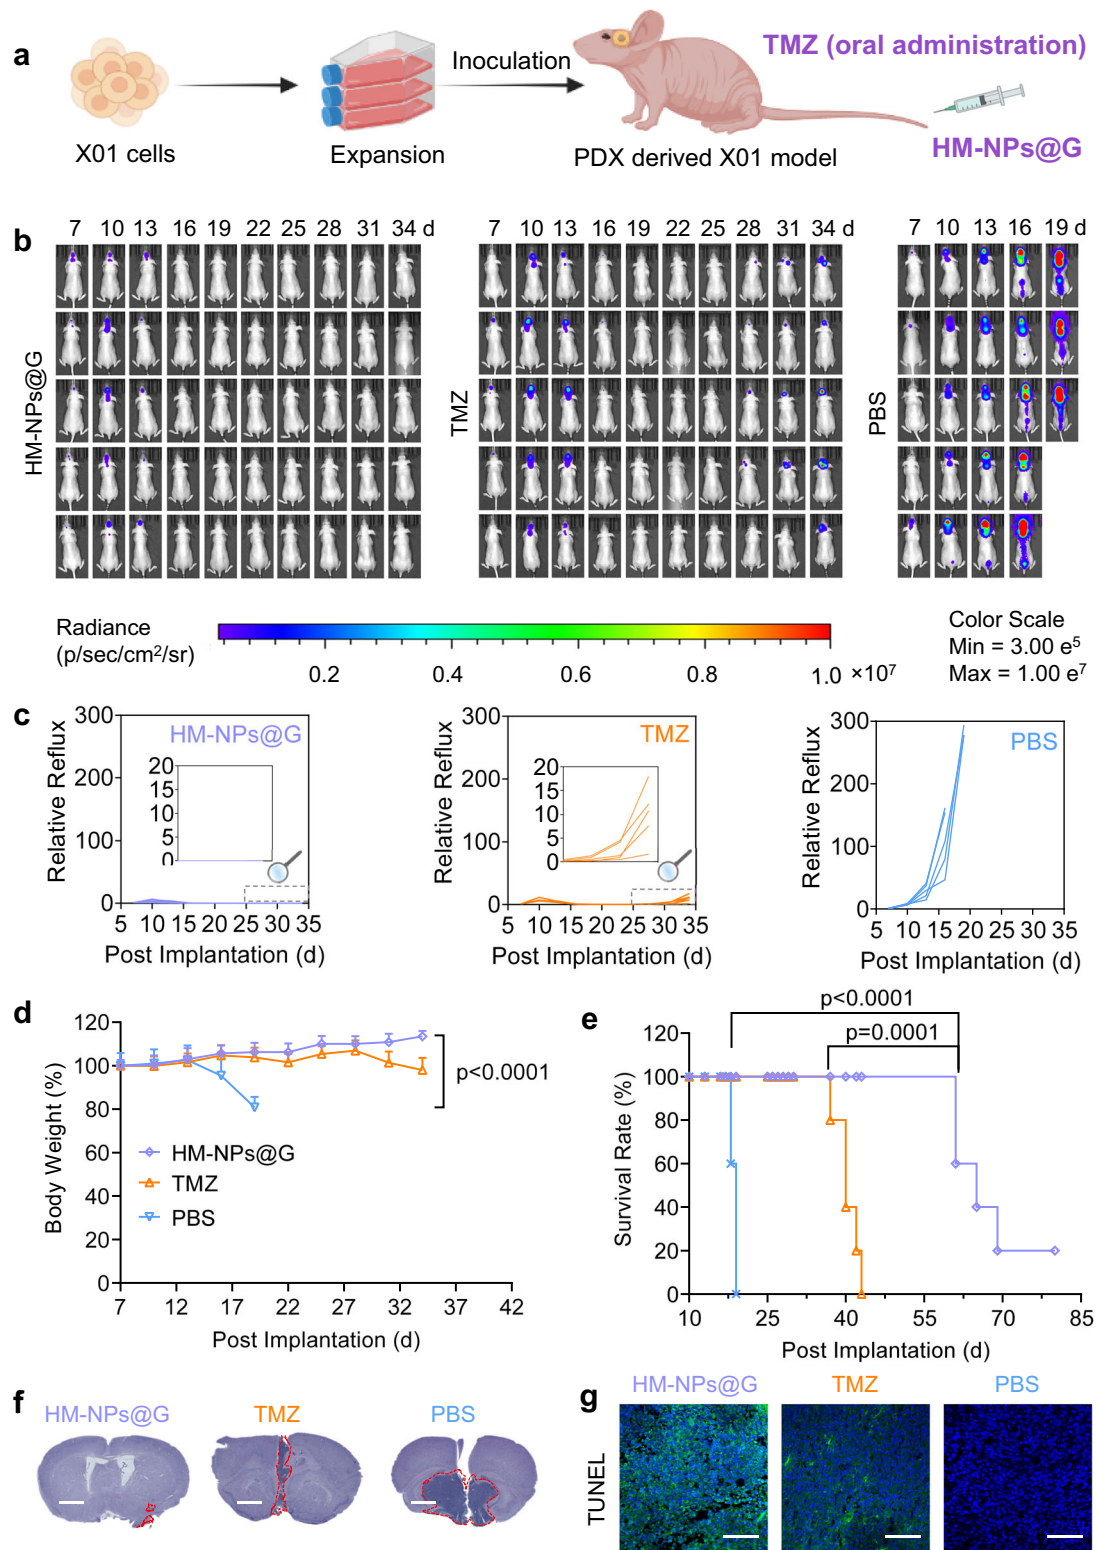 a
X01 cells
Expansion
Inoculation
PDX derived X01 model
TMZ (oral administration)
HM-NPs@G
b
7 10 13 16 19 22 25 28 31 34 d
HM-NPs@G
7 10 13 16 19 22 25 28 31 34 d
TMZ
7 10 13 16 19 d
PBS
Radiance
(p/sec/cm²/sr)
0.2 0.4 0.6 0.8 1.0 ×10⁷
Color Scale
Min = 3.00 e⁵
Max = 1.00 e⁷
c
Relative Reflux
300
200
100
0
HM-NPs@G
20
15
10
5
0
5 10 15 20 25 30 35
Post Implantation (d)
Relative Reflux
300
200
100
0
TMZ
20
15
10
5
0
5 10 15 20 25 30 35
Post Implantation (d)
Relative Reflux
300
200
100
0
PBS
5 10 15 20 25 30 35
Post Implantation (d)
d
Body Weight (%)
120
100
80
60
40
20
0
p<0.0001
HM-NPs@G
TMZ
PBS
7 12 17 22 27 32 37 42
Post Implantation (d)
e
p<0.0001
p=0.0001
Survival Rate (%)
120
100
80
60
40
20
0
10 25 40 55 70 85
Post Implantation (d)
f
HM-NPs@G
TMZ
PBS
g
HM-NPs@G
TMZ
PBS
TUNEL